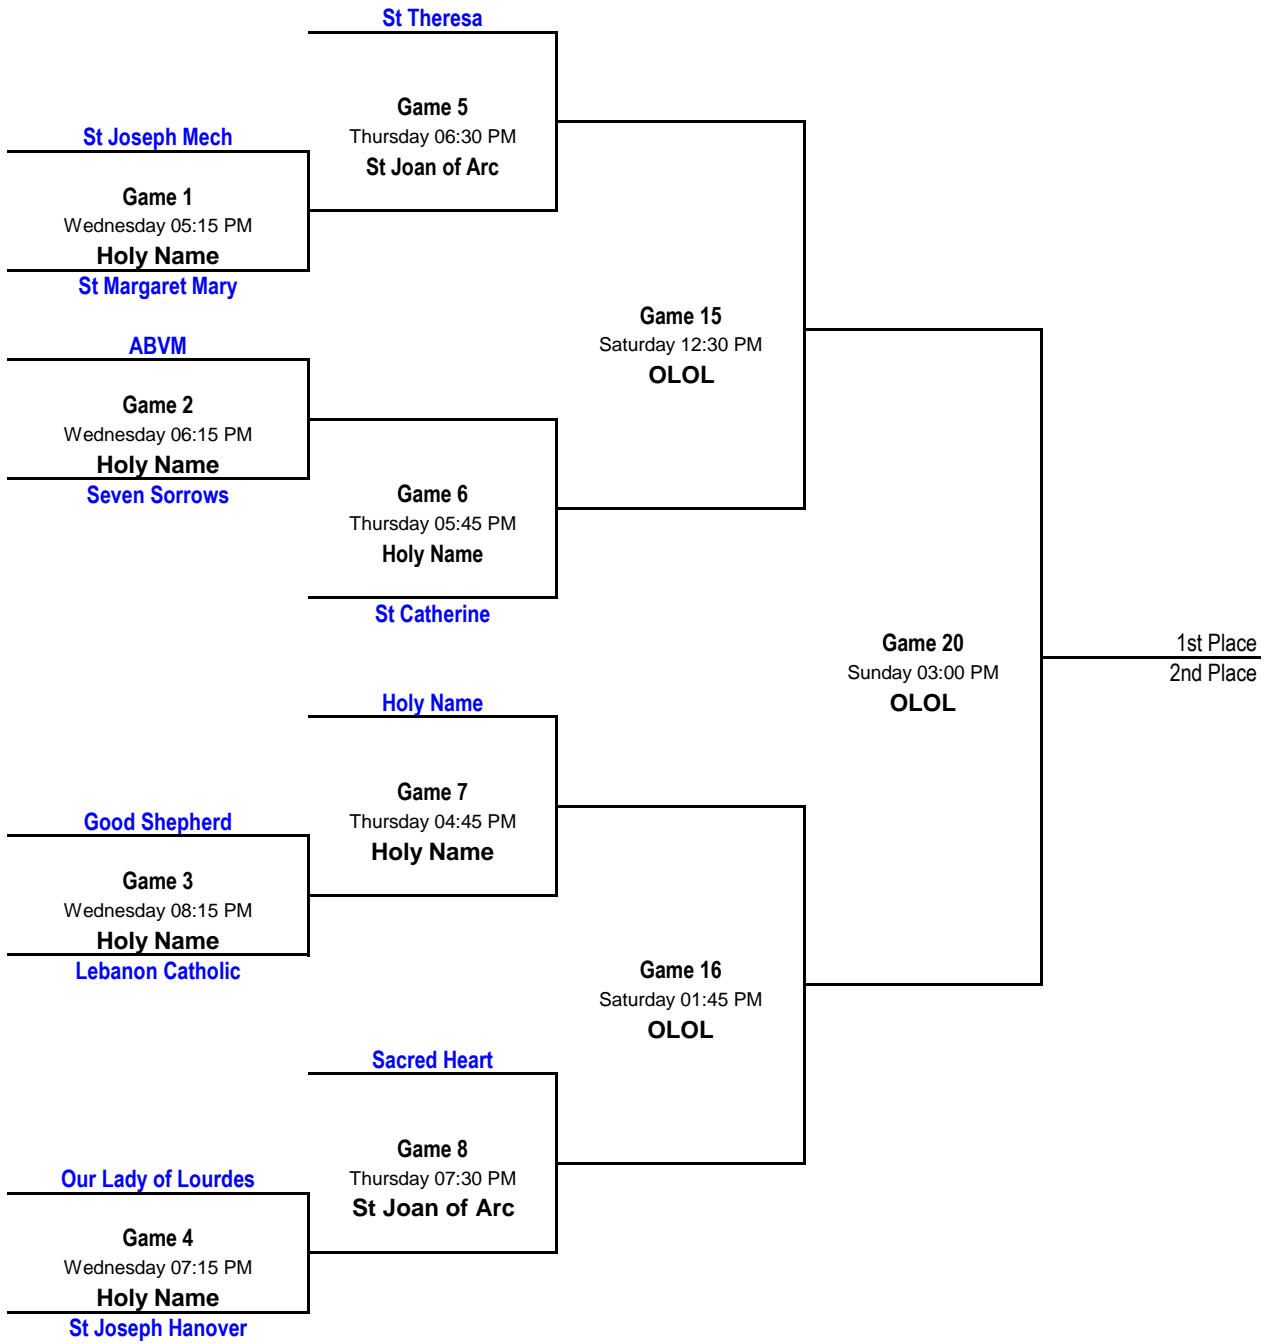 St Theresa
Game 5
Thursday 06:30 PM
St Joan of Arc
St Joseph Mech
Game 1
Wednesday 05:15 PM
Holy Name
St Margaret Mary
ABVM
Game 2
Wednesday 06:15 PM
Holy Name
Seven Sorrows
Game 6
Thursday 05:45 PM
Holy Name
St Catherine
Game 15
Saturday 12:30 PM
OLOL
Holy Name
Game 7
Thursday 04:45 PM
Holy Name
Good Shepherd
Game 3
Wednesday 08:15 PM
Holy Name
Lebanon Catholic
Game 16
Saturday 01:45 PM
OLOL
Sacred Heart
Game 8
Thursday 07:30 PM
St Joan of Arc
Our Lady of Lourdes
Game 4
Wednesday 07:15 PM
Holy Name
St Joseph Hanover
Game 20
Sunday 03:00 PM
OLOL
1st Place
2nd Place